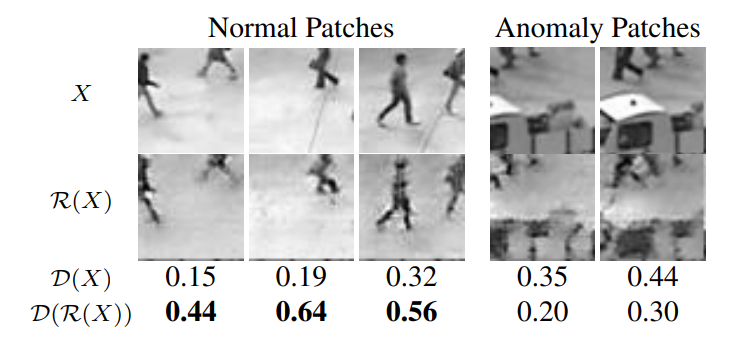 Normal Patches Anomaly Patches
X
R(X)
D(X) 0.15 0.19 0.32 0.35 0.44
D(R(X)) 0.44 0.64 0.56 0.20 0.30